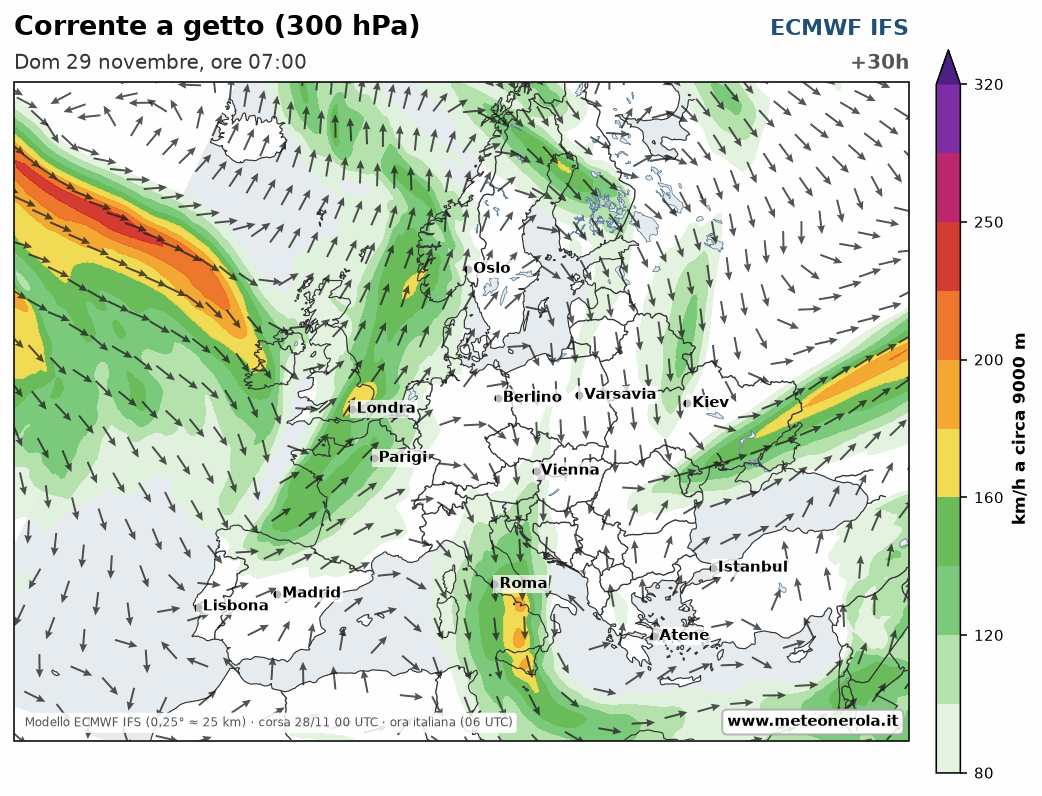 Corrente a getto (300 hPa)
ECMWF IFS
Dom 29 novembre, ore 07:00
+30h
320
250
200
160
120
80
km/h a circa 9000 m
Oslo
Berlino
Varsavia
Kiev
Londra
Parigi
Vienna
Istanbul
Roma
Madrid
Lisbona
Atene
Modello ECMWF IFS (0,25° ≈ 25 km) · corsa 28/11 00 UTC · ora italiana (06 UTC)
www.meteonerola.it